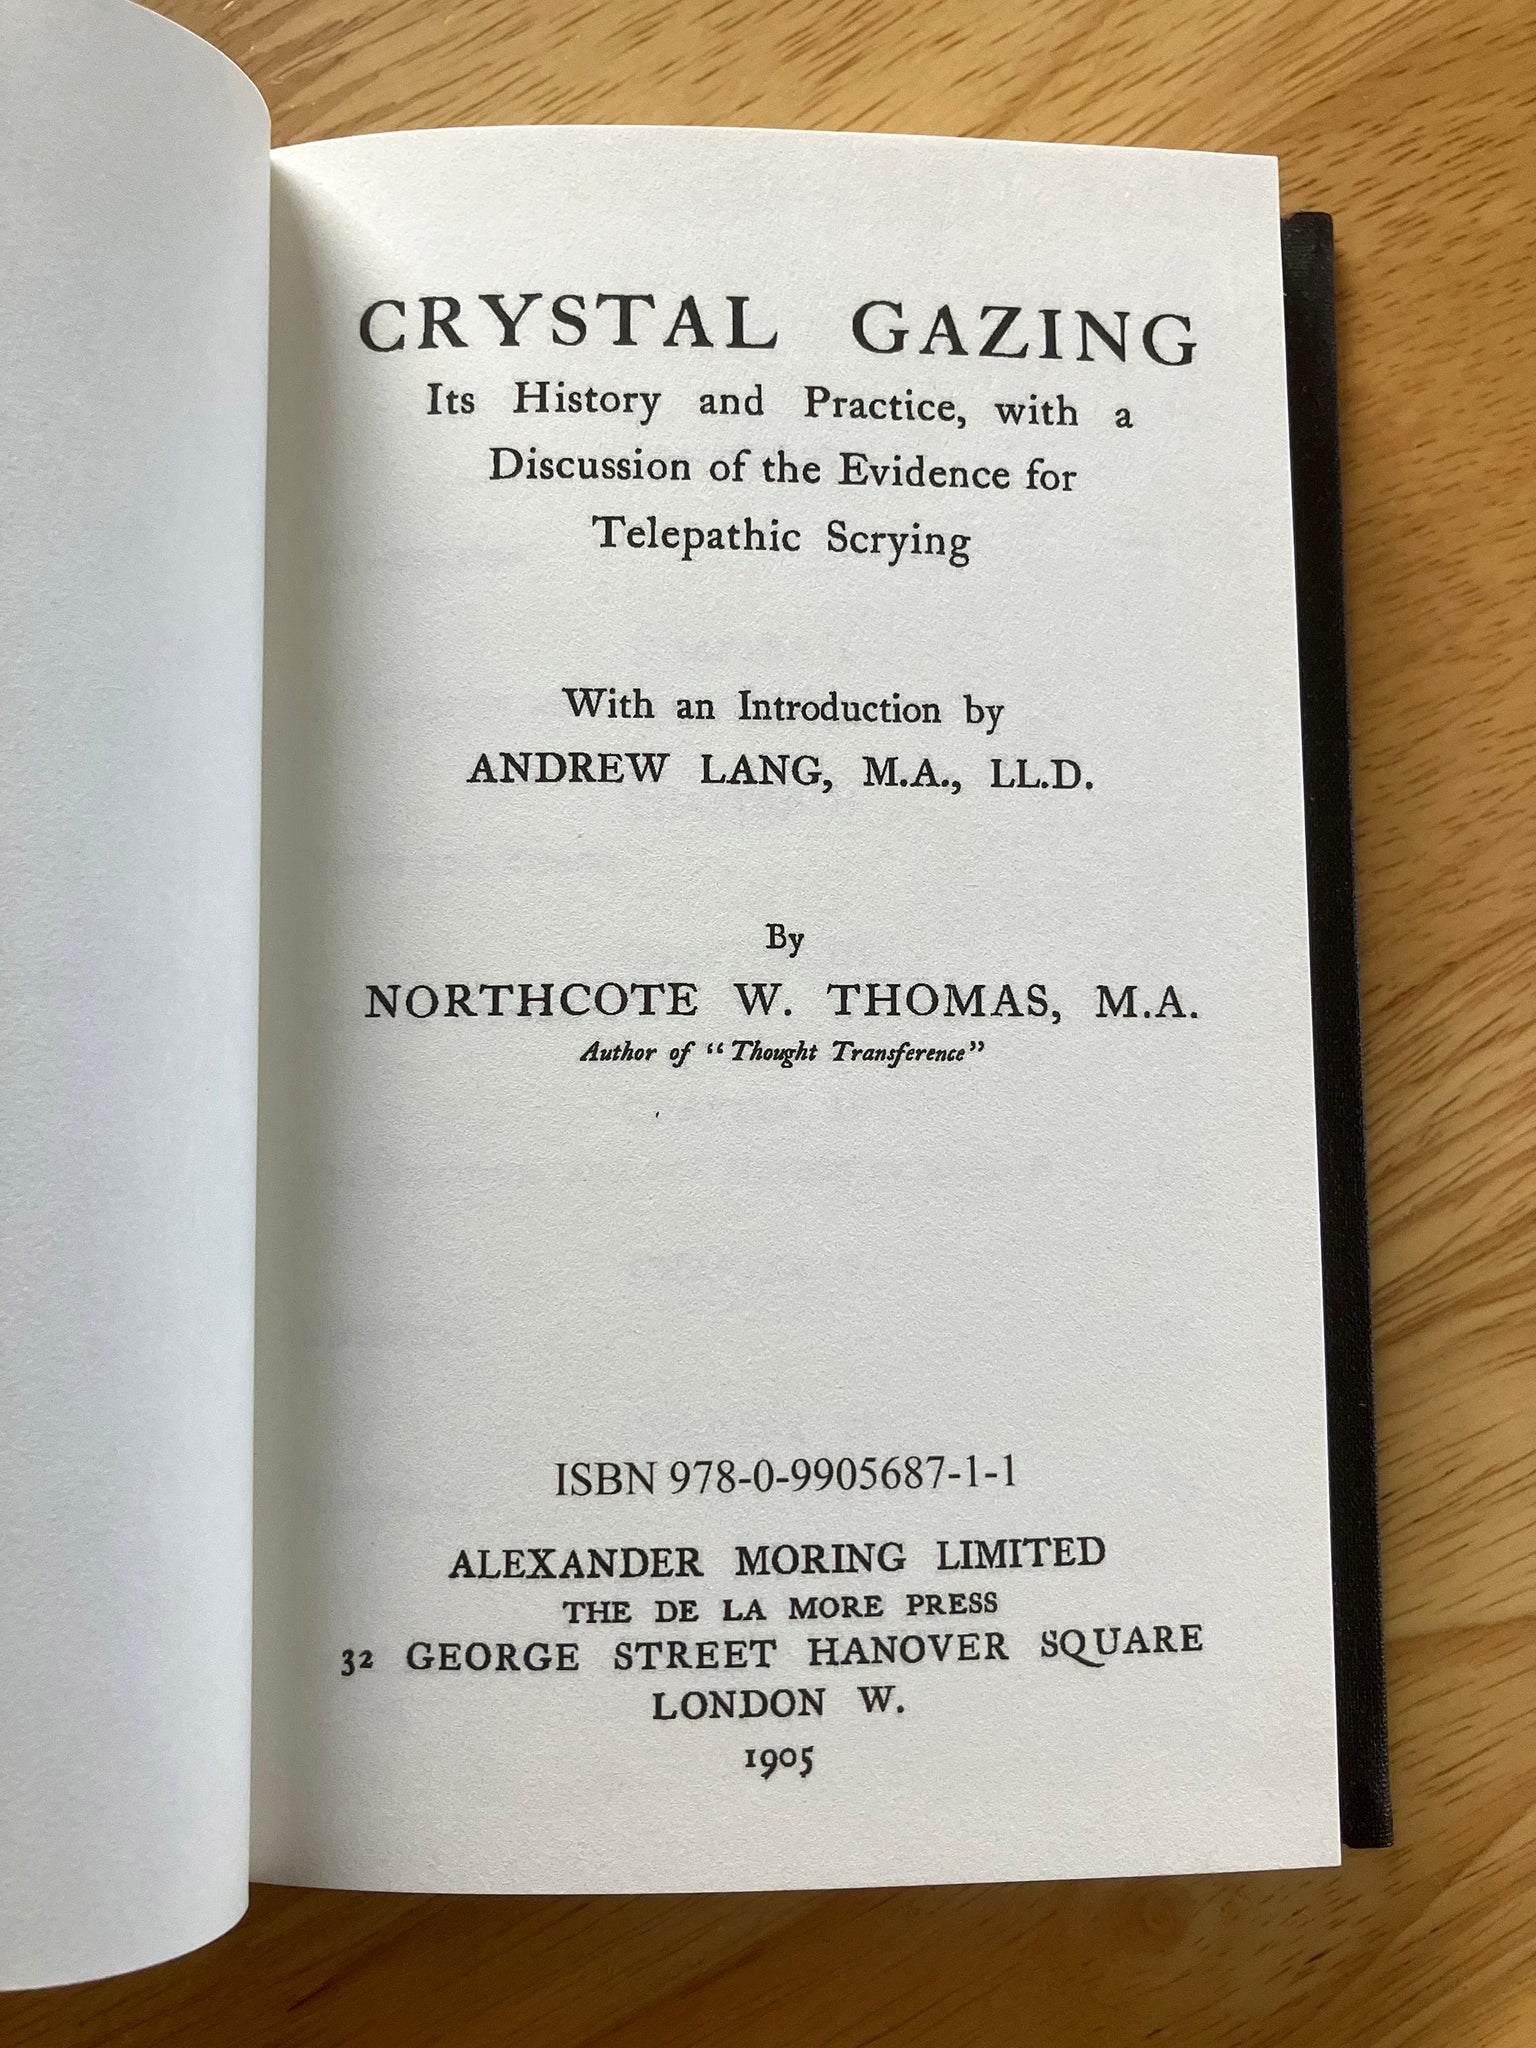 CRYSTAL GAZING
Its History and Practice, with a
Discussion of the Evidence for
Telepathic Scrying
With an Introduction by
ANDREW LANG, M.A., LL.D.
By
NORTHCOTE W. THOMAS, M.A.
Author of “Thought Transference”
ISBN 978-0-9905687-1-1
ALEXANDER MORING LIMITED
THE DE LA MORE PRESS
32 GEORGE STREET HANOVER SQUARE
LONDON W.
1905